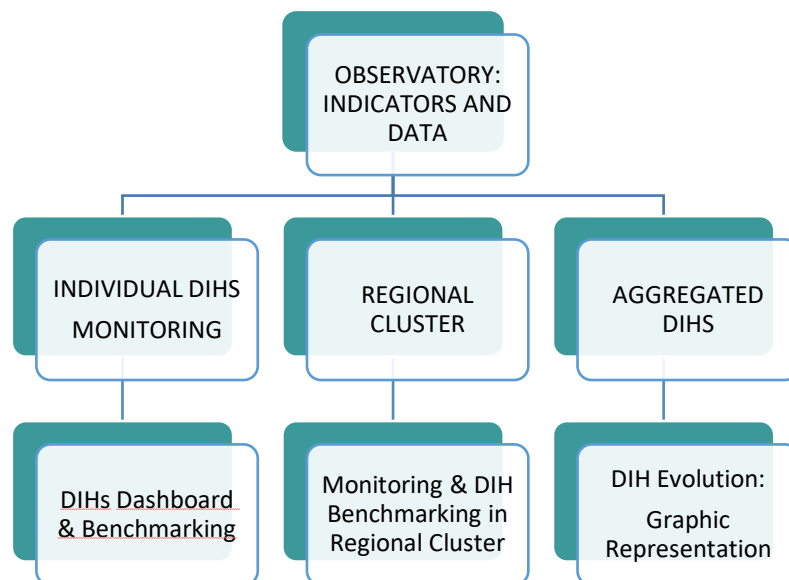 OBSERVATORY:
INDICATORS AND
DATA
INDIVIDUAL DIHS
MONITORING
REGIONAL
CLUSTER
AGGREGATED
DIHS
DIHs Dashboard
& Benchmarking
Monitoring & DIH
Benchmarking in
Regional Cluster
DIH Evolution:
Graphic
Representation